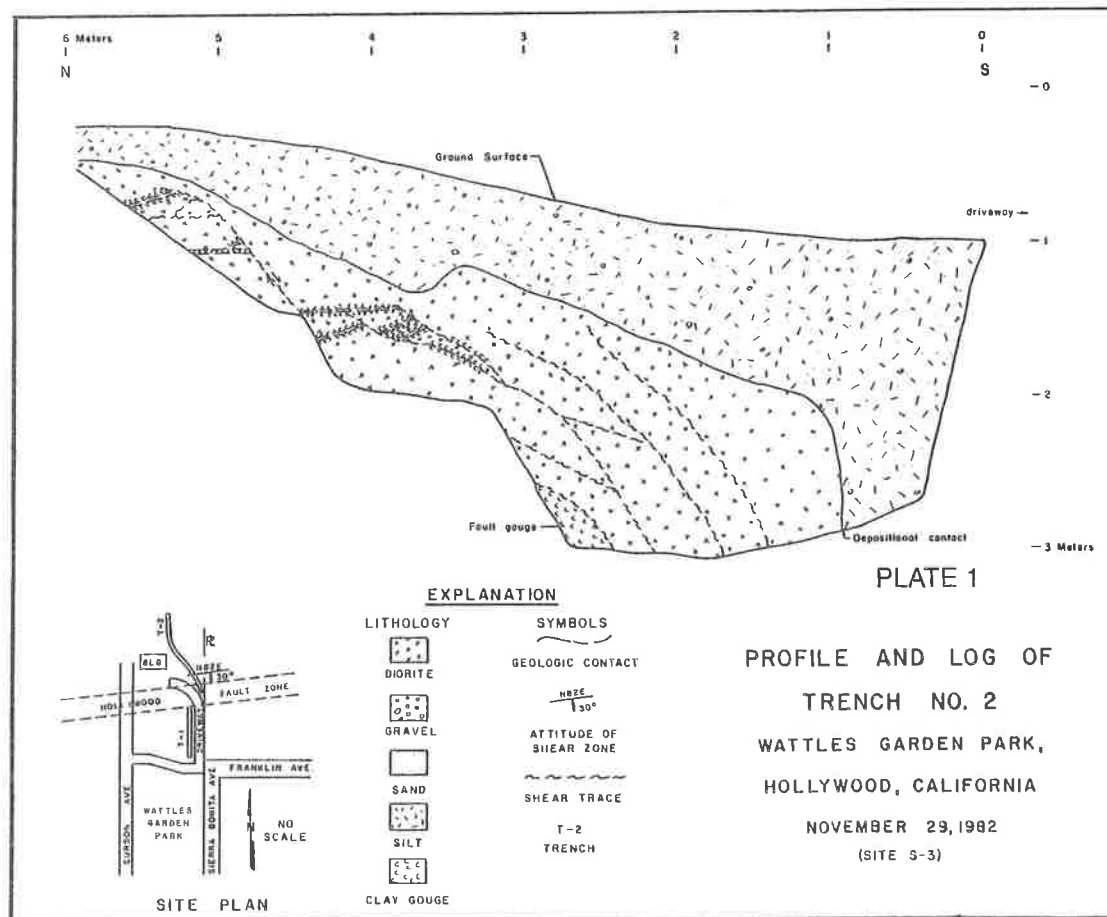 6 Meters 5 4 3 2 1 0
N S
-0
Ground Surface
driveway
-1
-2
Fault gouge
Depositional contact
-3 Meters
PLATE 1
EXPLANATION
LITHOLOGY
DIORITE
GRAVEL
SAND
SILT
CLAY GOUGE
SYMBOLS
GEOLOGIC CONTACT
N82E
30°
ATTITUDE OF
SHEAR ZONE
SHEAR TRACE
T-2
TRENCH
PROFILE AND LOG OF
TRENCH NO. 2
WATTLES GARDEN PARK,
HOLLYWOOD, CALIFORNIA
NOVEMBER 29, 1982
(SITE S-3)
T-2
BLG
N82E
30°
HOLLYWOOD FAULT ZONE
T-1
DRIVEWAY
FRANKLIN AVE.
CURSON AVE
WATTLES
GARDEN
PARK
SIERRA BONITA AVE
N
NO
SCALE
SITE PLAN